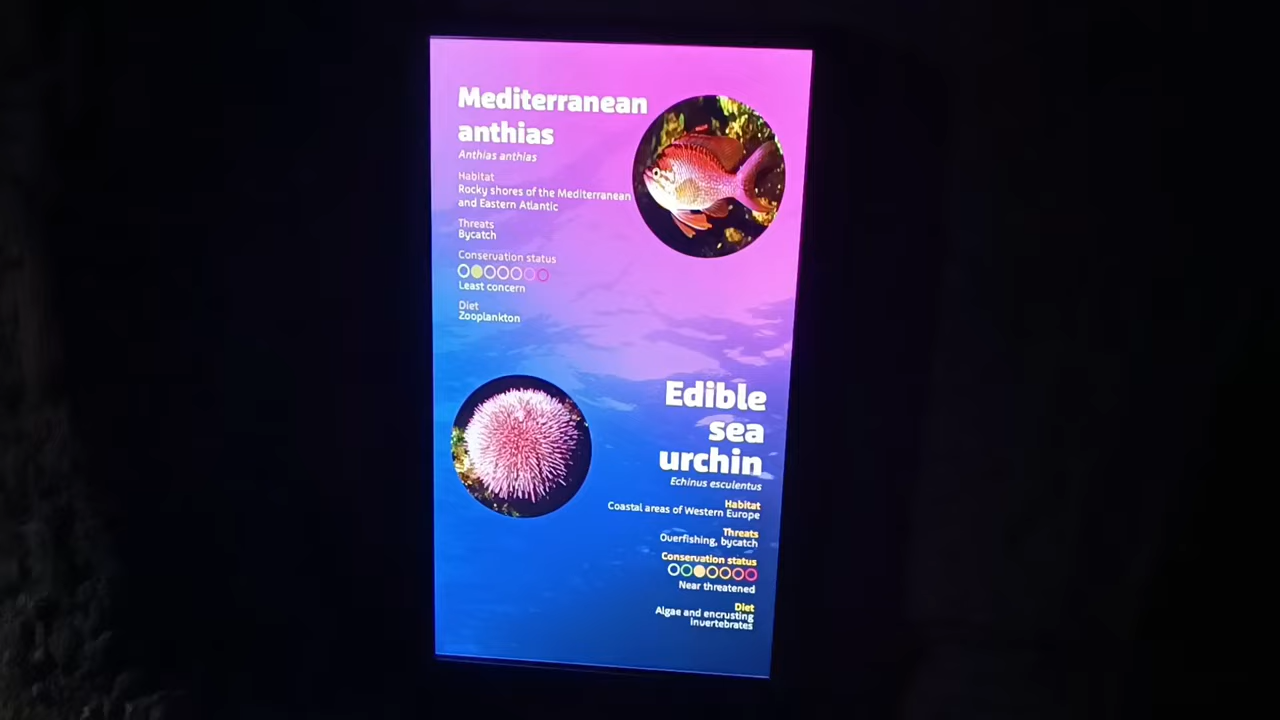 Mediterranean
anthias
Anthias anthias
Habitat
Rocky shores of the Mediterranean
and Eastern Atlantic
Threats
Bycatch
Conservation status
Least concern
Diet
Zooplankton
Edible
sea
urchin
Echinus esculentus
Habitat
Coastal areas of Western Europe
Threats
Overfishing, bycatch
Conservation status
Near threatened
Diet
Algae and encrusting
invertebrates